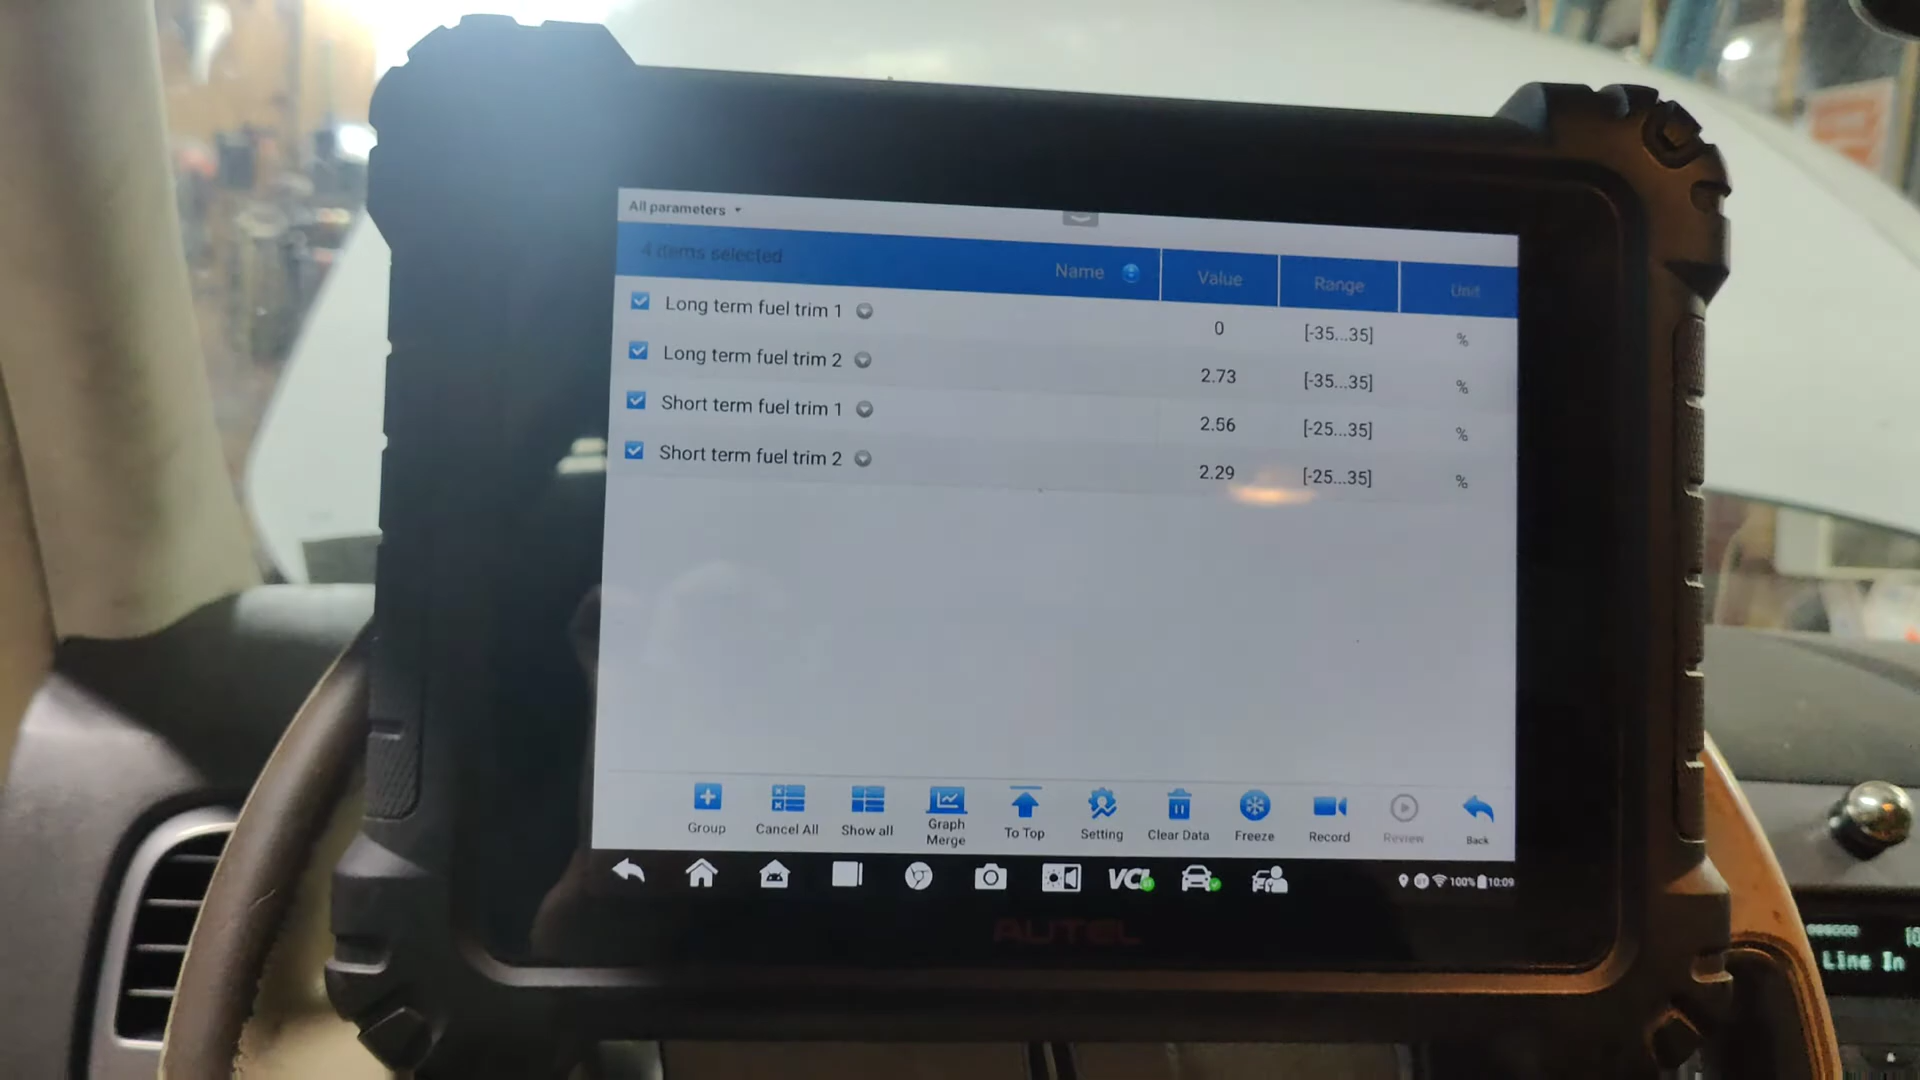 All parameters
4 items selected Name Value Range Unit
Long term fuel trim 1 0 [-35...35] %
Long term fuel trim 2 2.73 [-35...35] %
Short term fuel trim 1 2.56 [-25...35] %
Short term fuel trim 2 2.29 [-25...35] %
Group Cancel All Show all Graph Merge To Top Setting Clear Data Freeze Record Review Back
VCI 100% 10:09
AUTEL
Line In